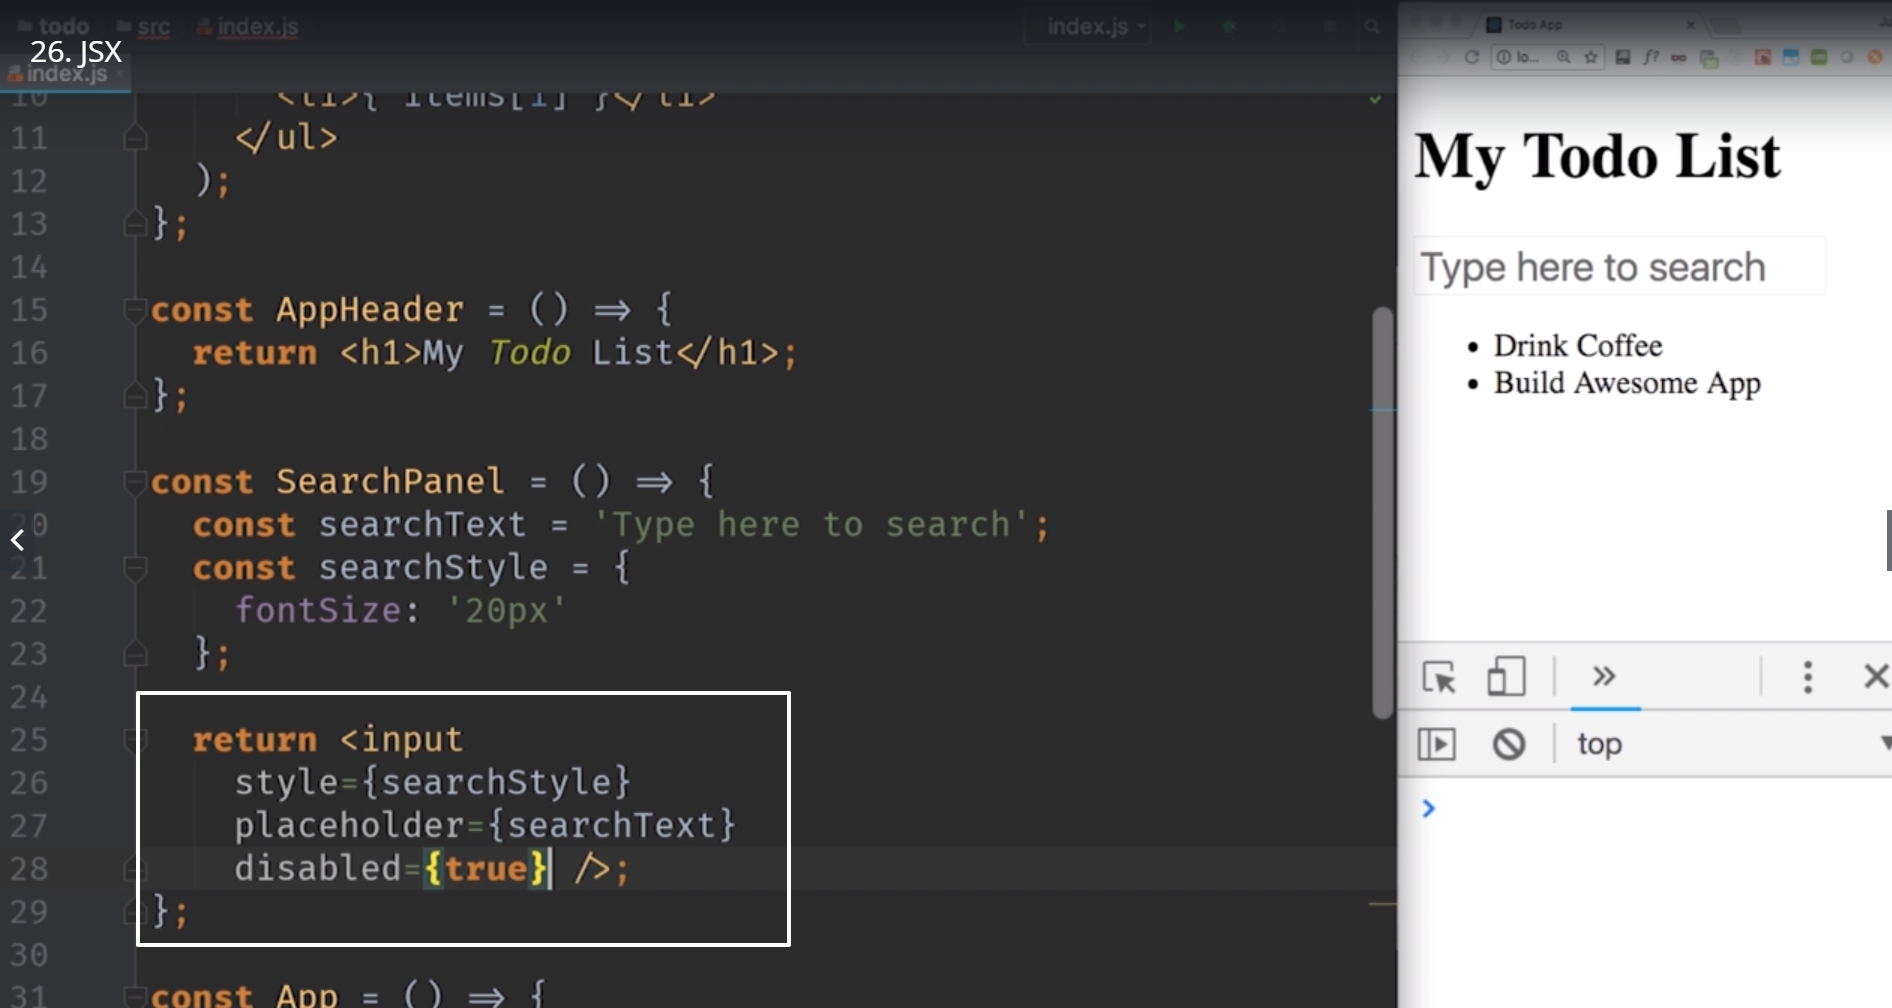 todo src index.js
index.js
Todo App
26. JSX
index.js
lo...
f?
10 <li>{ items[1] }</li>
11 </ul>
12 );
13 };
14
15 const AppHeader = () => {
16 return <h1>My Todo List</h1>;
17 };
18
19 const SearchPanel = () => {
20 const searchText = 'Type here to search';
21 const searchStyle = {
22 fontSize: '20px'
23 };
24
25 return <input
26 style={searchStyle}
27 placeholder={searchText}
28 disabled={true} />;
29 };
30
31 const App = () => {
My Todo List
Type here to search
• Drink Coffee
• Build Awesome App
top